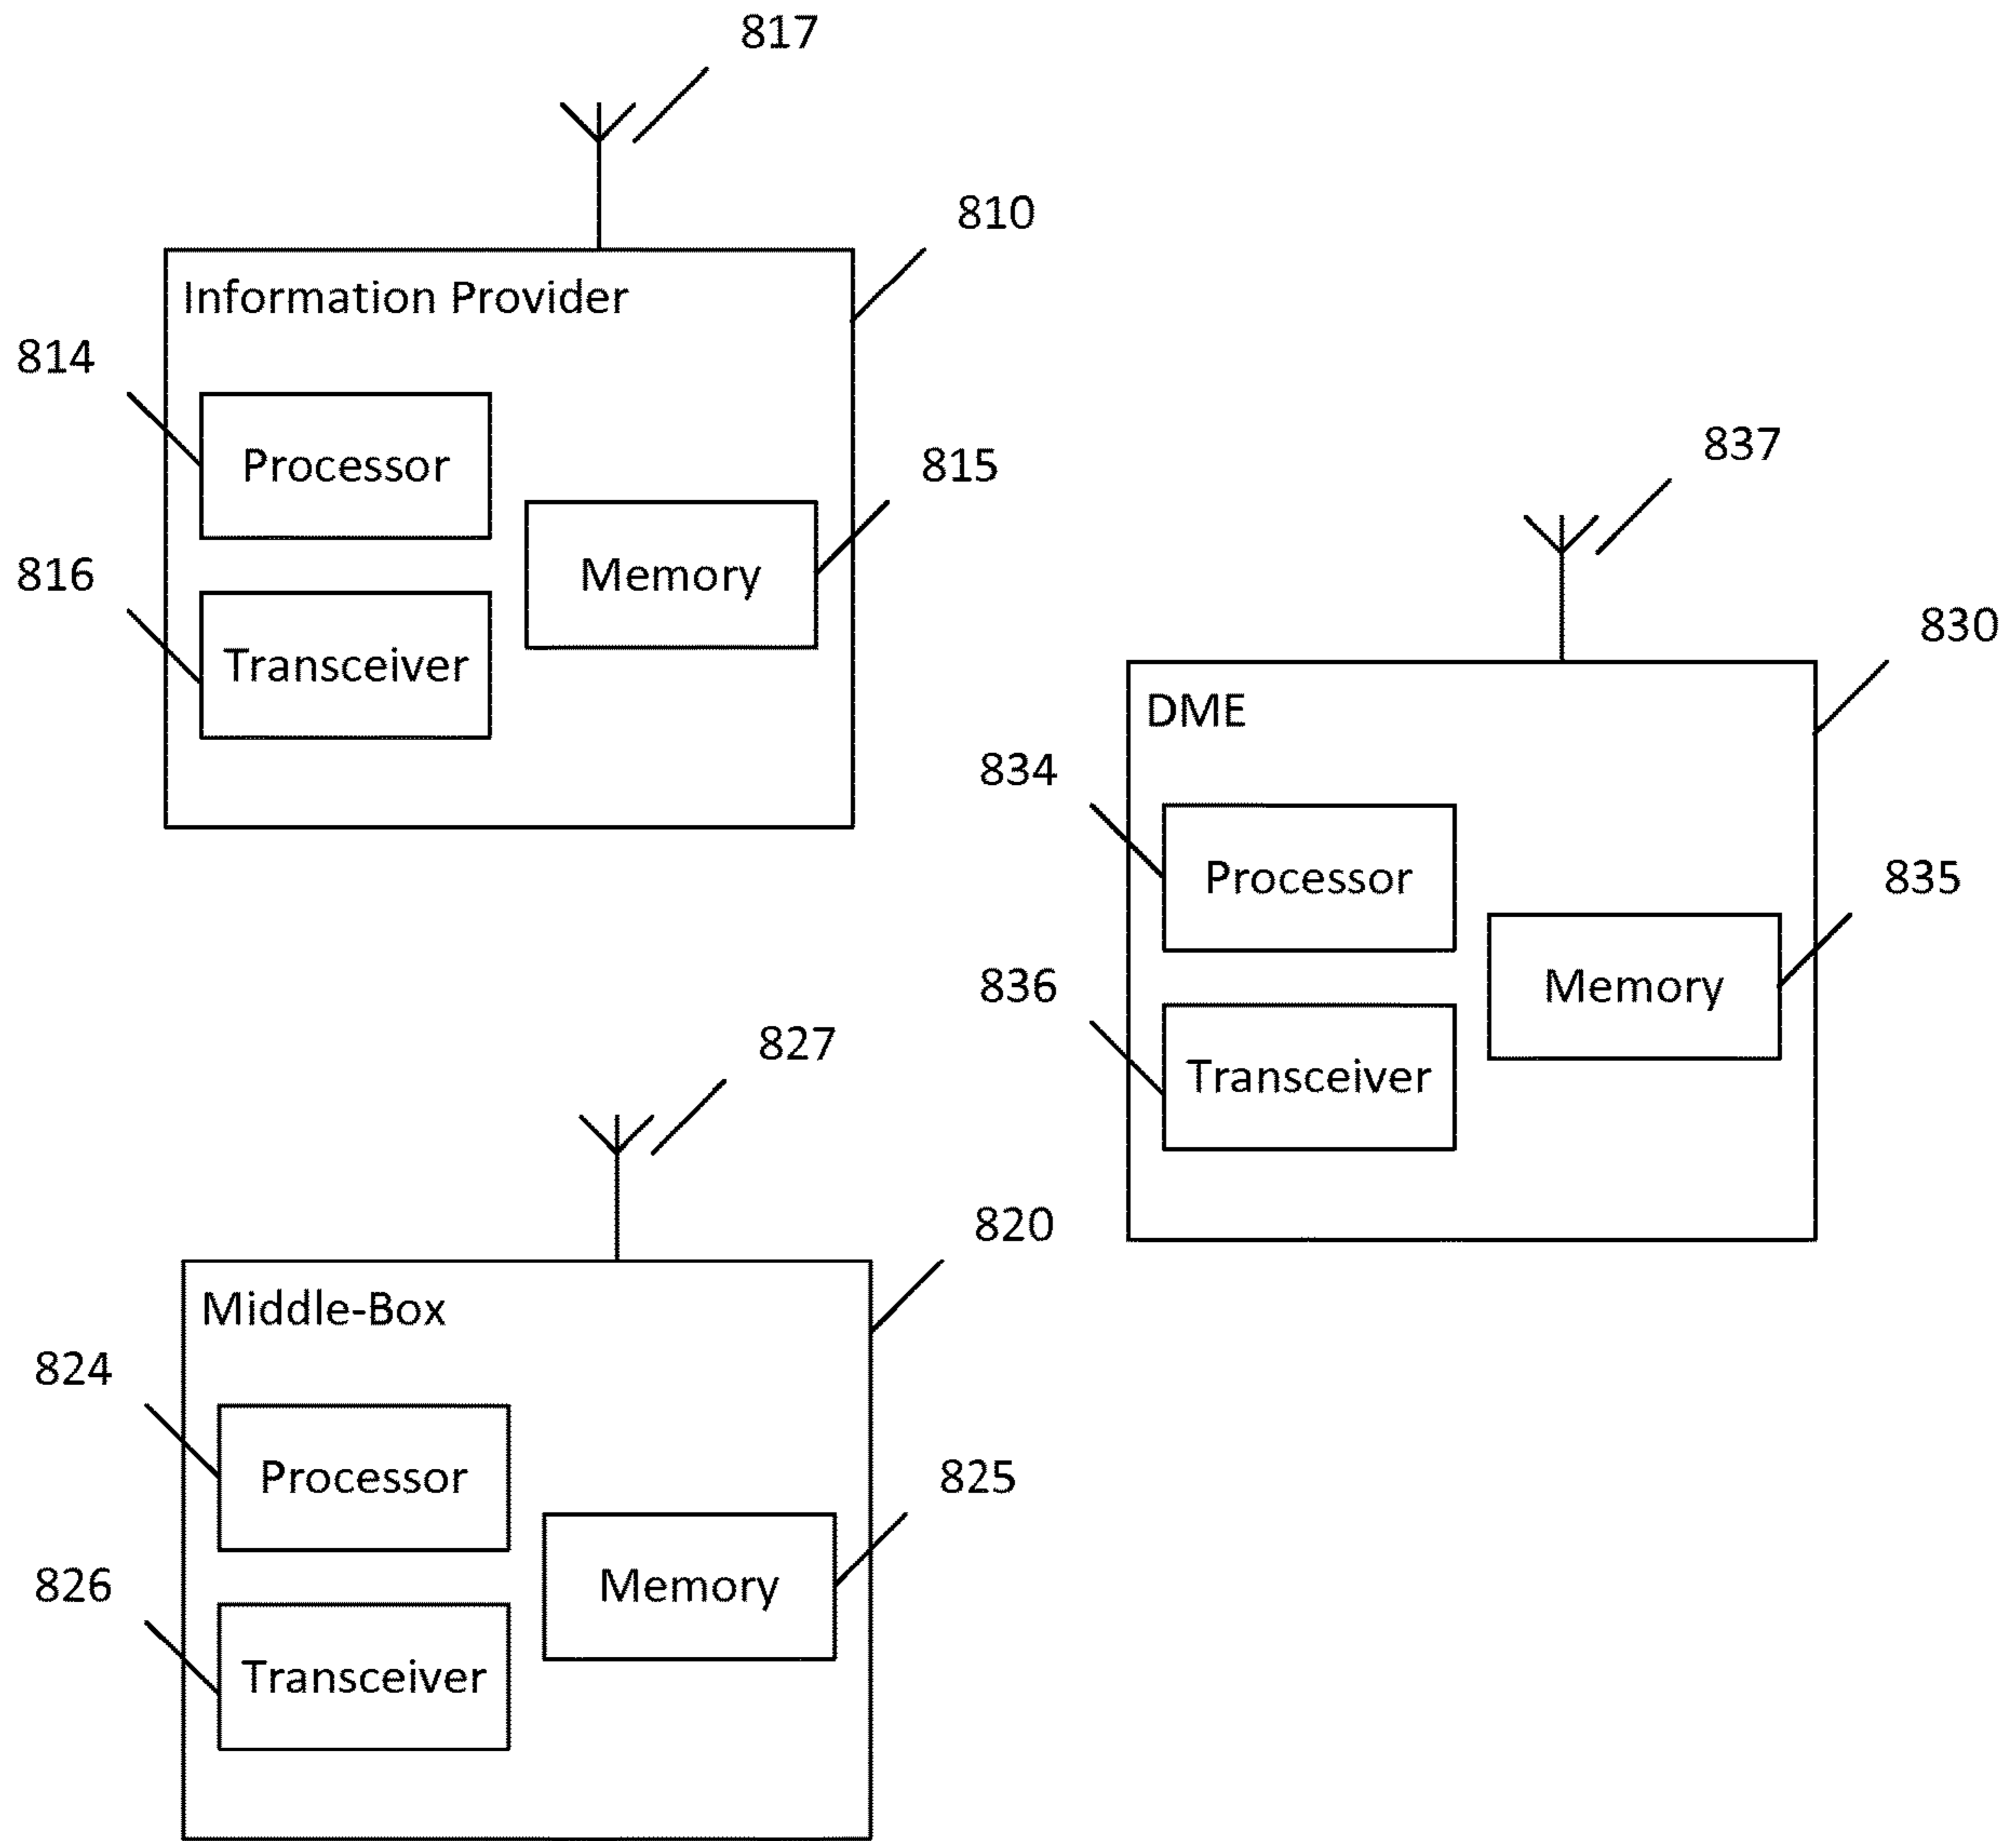 817
810
Information Provider
814
Processor
815
Memory
816
Transceiver
837
830
DME
834
Processor
835
Memory
836
Transceiver
827
820
Middle-Box
824
Processor
825
Memory
826
Transceiver